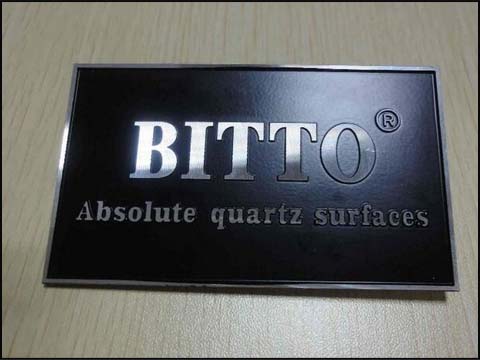 BITTO®
Absolute quartz surfaces